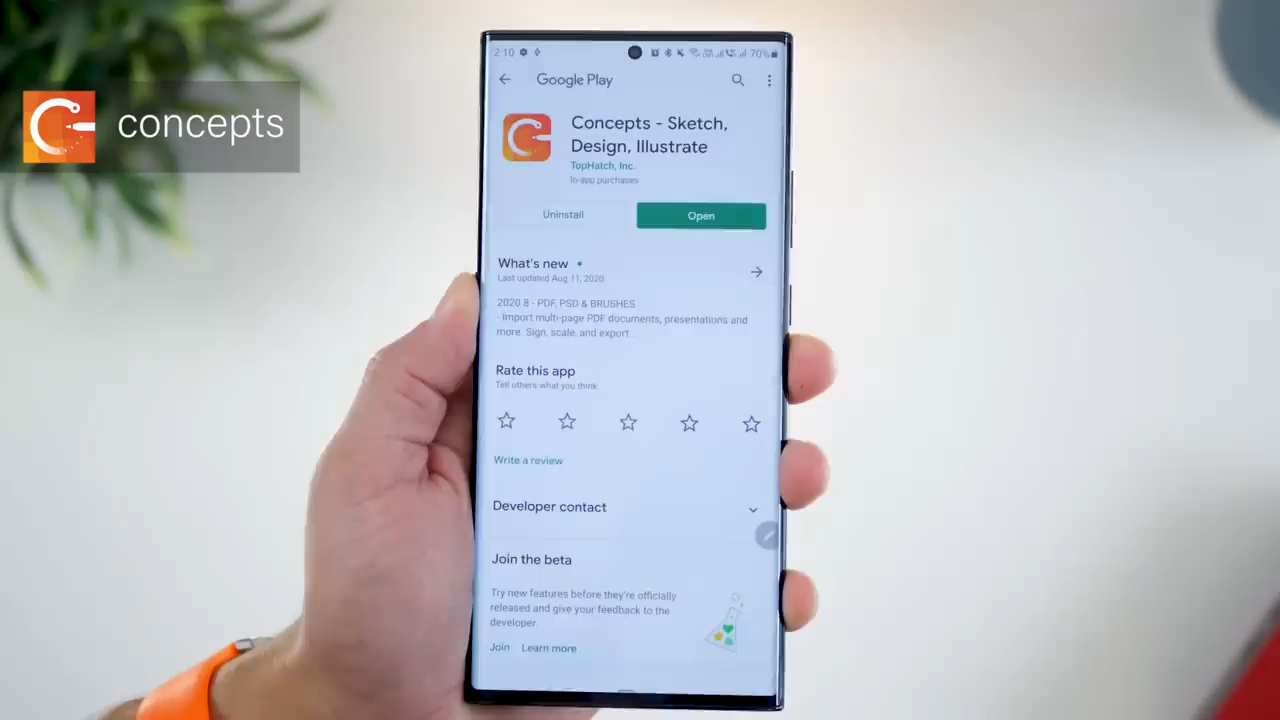 concepts
2:10
70%
Google Play
Concepts - Sketch,
Design, Illustrate
TopHatch, Inc.
In-app purchases
Uninstall
Open
What's new
Last updated Aug 11, 2020
2020.8 - PDF, PSD & BRUSHES
- Import multi-page PDF documents, presentations and
more. Sign, scale, and export...
Rate this app
Tell others what you think
Write a review
Developer contact
Join the beta
Try new features before they're officially
released and give your feedback to the
developer.
Join Learn more